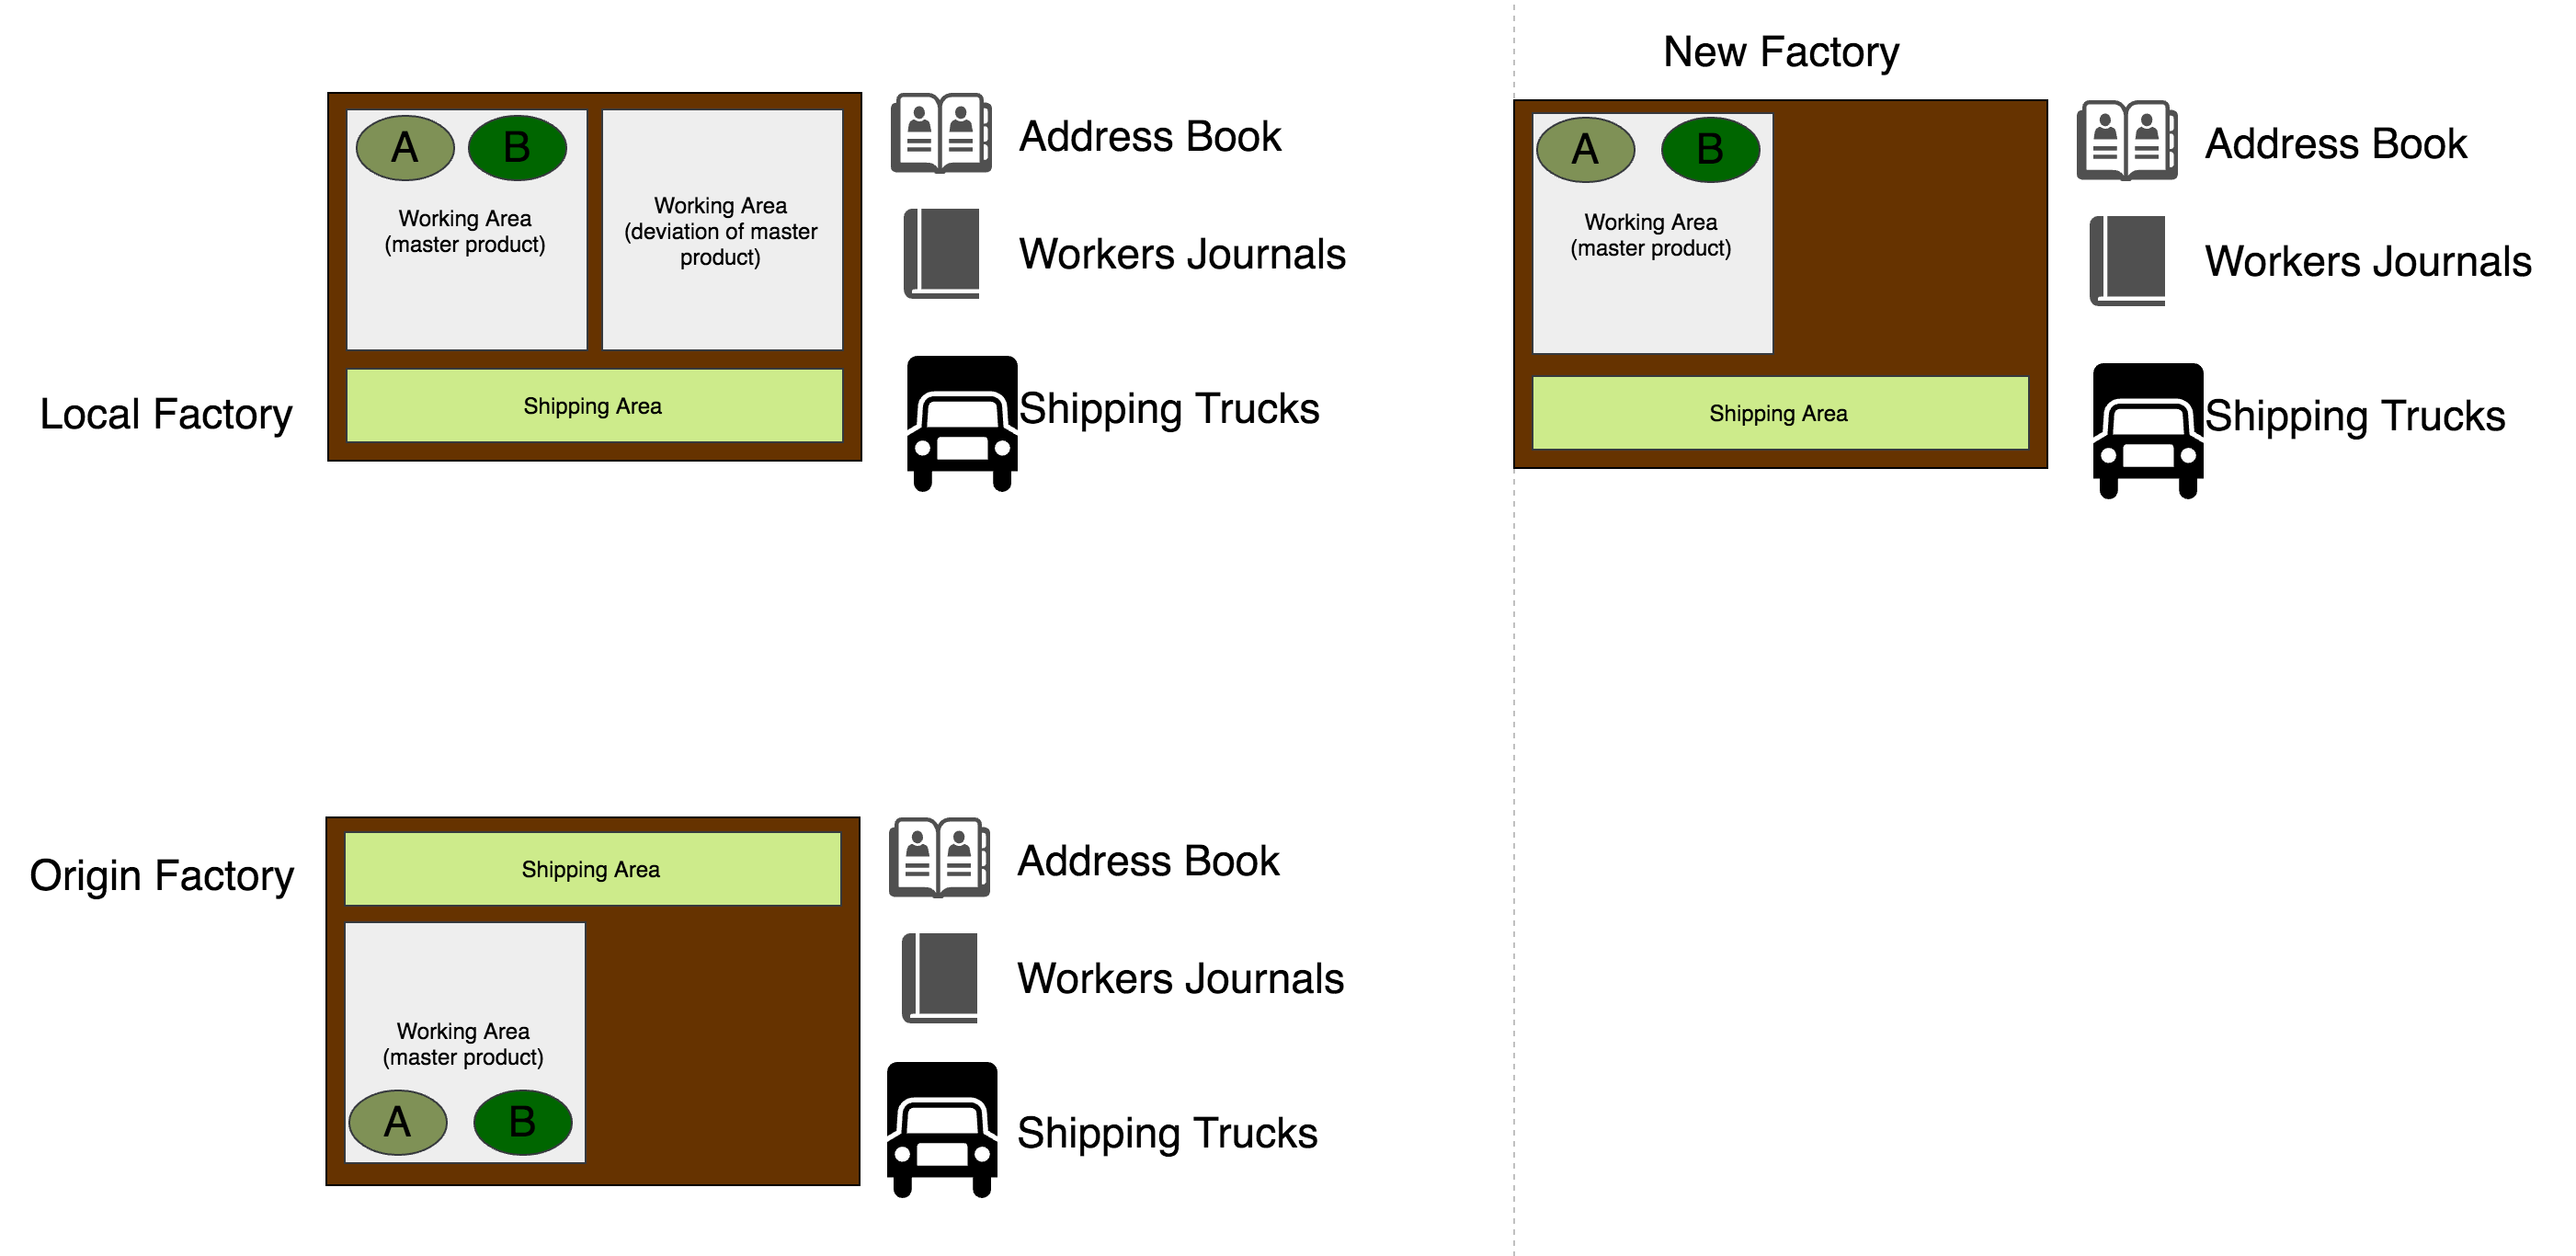 New Factory
A
B
Working Area
(master product)
Working Area
(deviation of master
product)
Shipping Area
Local Factory
Address Book
Workers Journals
Shipping Trucks
A
B
Working Area
(master product)
Shipping Area
Address Book
Workers Journals
Shipping Trucks
Origin Factory
Shipping Area
Working Area
(master product)
A
B
Address Book
Workers Journals
Shipping Trucks